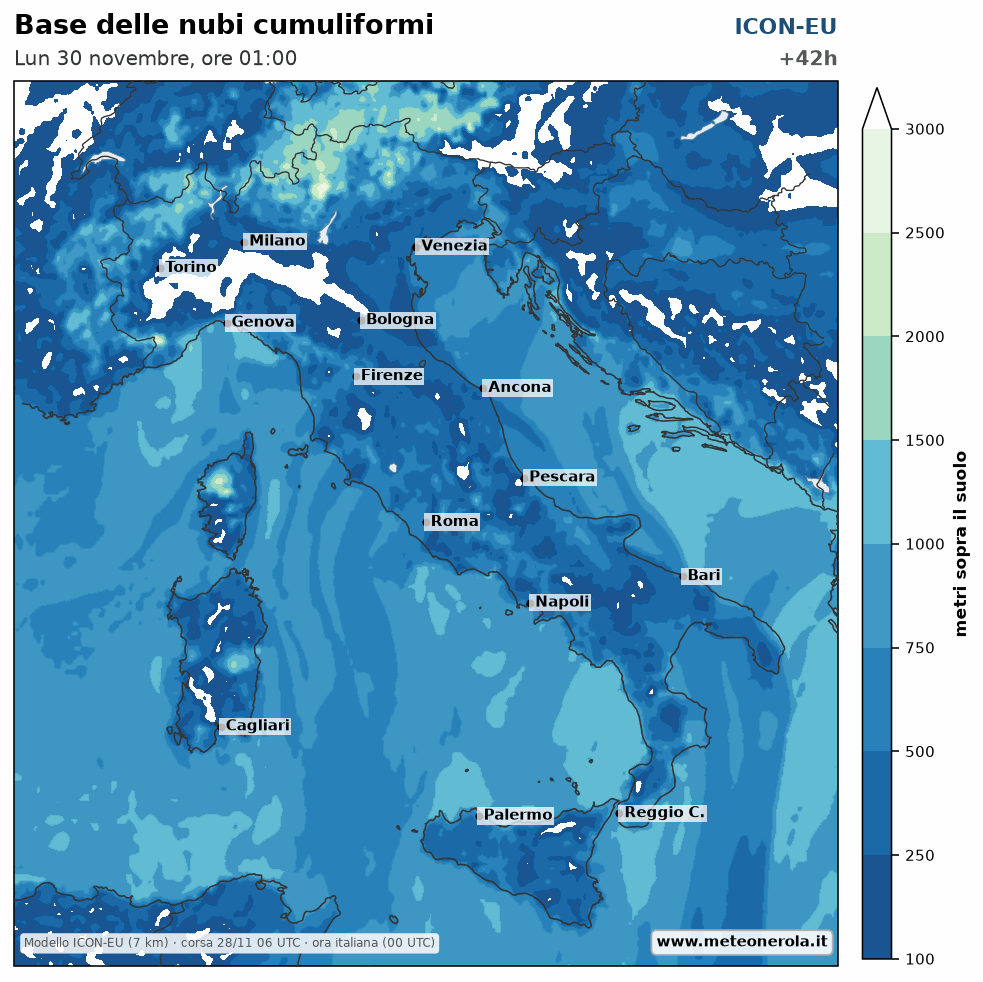 Base delle nubi cumuliformi
ICON-EU
Lun 30 novembre, ore 01:00
+42h
3000
2500
2000
1500
1000
750
500
250
100
metri sopra il suolo
Milano
Venezia
Torino
Genova
Bologna
Firenze
Ancona
Pescara
Roma
Bari
Napoli
Cagliari
Palermo
Reggio C.
Modello ICON-EU (7 km) · corsa 28/11 06 UTC · ora italiana (00 UTC)
www.meteonerola.it